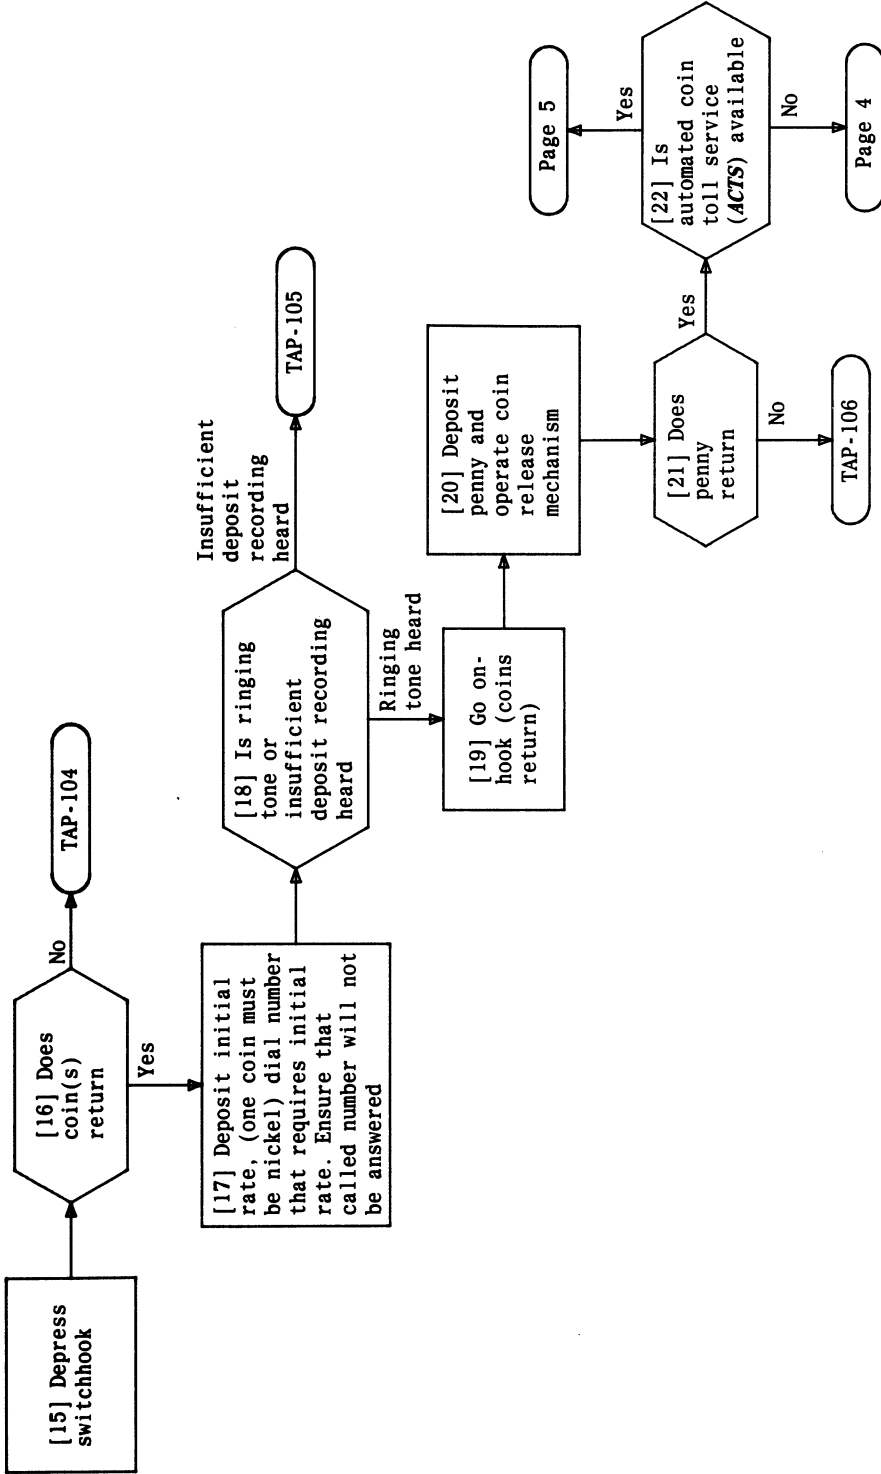 [15] Depress
switchhook
[16] Does
coin(s)
return
No
TAP-104
Yes
[17] Deposit initial
rate, (one coin must
be nickel) dial number
that requires initial
rate. Ensure that
called number will not
be answered
[18] Is ringing
tone or
insufficient
deposit recording
heard
Insufficient
deposit
recording
heard
TAP-105
Ringing
tone heard
[19] Go on-
hook (coins
return)
[20] Deposit
penny and
operate coin
release
mechanism
[21] Does
penny
return
No
TAP-106
Yes
[22] Is
automated coin
toll service
(ACTS) available
Yes
Page 5
No
Page 4